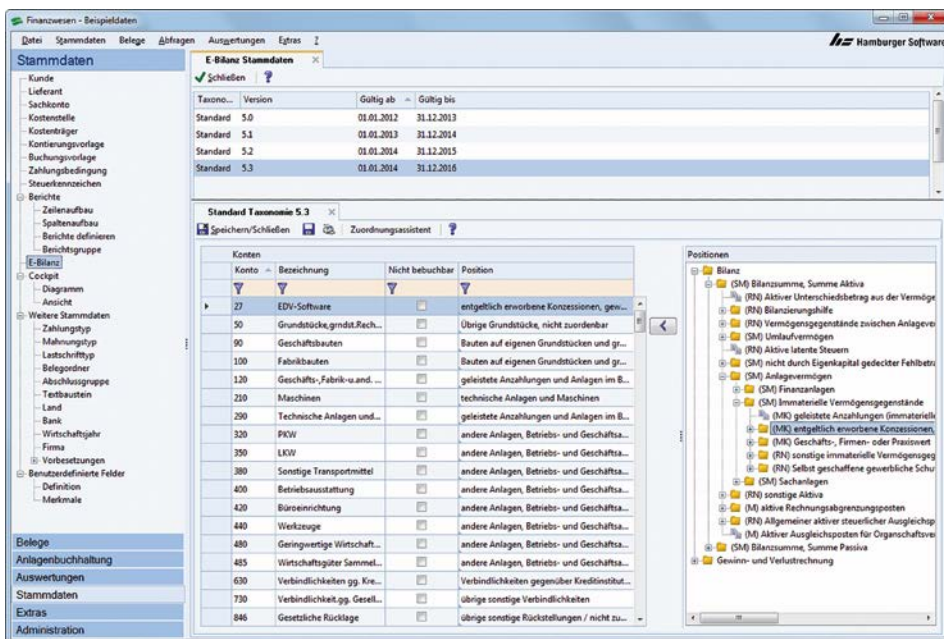 Finanzwesen - Beispieldaten
Datei Stammdaten Belege Abfragen Auswertungen Extras ?
Hamburger Software
Stammdaten
Kunde
Lieferant
Sachkonto
Kostenstelle
Kostenträger
Kontierungsvorlage
Buchungsvorlage
Zahlungsbedingung
Steuerkennzeichen
Berichte
Zeilenaufbau
Spaltenaufbau
Berichte definieren
Berichtsgruppe
E-Bilanz
Cockpit
Diagramm
Ansicht
Weitere Stammdaten
Zahlungstyp
Mahnungstyp
Lastschrifttyp
Belegordner
Abschlussgruppe
Textbaustein
Land
Bank
Wirtschaftsjahr
Firma
Vorbesetzungen
Benutzerdefinierte Felder
Definition
Merkmale
Belege
Anlagenbuchhaltung
Auswertungen
Stammdaten
Extras
Administration
E-Bilanz Stammdaten
Schließen ?
Taxono... Version Gültig ab Gültig bis
Standard 5.0 01.01.2012 31.12.2013
Standard 5.1 01.01.2013 31.12.2014
Standard 5.2 01.01.2014 31.12.2015
Standard 5.3 01.01.2014 31.12.2016
Standard Taxonomie 5.3
Speichern/Schließen Zuordnungsassistent ?
Konten
Konto Bezeichnung Nicht bebuchbar Position
27 EDV-Software entgeltlich erworbene Konzessionen, gew...
50 Grundstücke,grndst.Rech... Übrige Grundstücke, nicht zuordenbar
90 Geschäftsbauten Bauten auf eigenen Grundstücken und gr...
100 Fabrikbauten Bauten auf eigenen Grundstücken und gr...
120 Geschäfts-,Fabrik-u.and. ... geleistete Anzahlungen und Anlagen im B...
210 Maschinen technische Anlagen und Maschinen
290 Technische Anlagen und... geleistete Anzahlungen und Anlagen im B...
320 PKW andere Anlagen, Betriebs- und Geschäftsa...
350 LKW andere Anlagen, Betriebs- und Geschäftsa...
380 Sonstige Transportmittel andere Anlagen, Betriebs- und Geschäftsa...
400 Betriebsausstattung andere Anlagen, Betriebs- und Geschäftsa...
420 Büroeinrichtung andere Anlagen, Betriebs- und Geschäftsa...
440 Werkzeuge andere Anlagen, Betriebs- und Geschäftsa...
480 Geringwertige Wirtschaft... andere Anlagen, Betriebs- und Geschäftsa...
485 Wirtschaftsgüter Sammel... andere Anlagen, Betriebs- und Geschäftsa...
630 Verbindlichkeiten gg. Kre... Verbindlichkeiten gegenüber Kreditinstitut...
730 Verbindlichkeit.gg. Gesell... übrige sonstige Verbindlichkeiten
846 Gesetzliche Rücklage übrige sonstige Rückstellungen / nicht zu...
Positionen
Bilanz
(SM) Bilanzsumme, Summe Aktiva
(RN) Aktiver Unterschiedsbetrag aus der Vermöge
(RN) Bilanzierungshilfe
(RN) Vermögensgegenstände zwischen Anlageve
(SM) Umlaufvermögen
(RN) Aktive latente Steuern
(SM) nicht durch Eigenkapital gedeckter Fehlbetra
(SM) Anlagevermögen
(SM) Finanzanlagen
(SM) Immaterielle Vermögensgegenstände
(MK) geleistete Anzahlungen (immaterielle
(MK) entgeltlich erworbene Konzessionen,
(MK) Geschäfts-, Firmen- oder Praxiswert
(RN) sonstige immaterielle Vermögensgeg
(RN) Selbst geschaffene gewerbliche Schu
(SM) Sachanlagen
(RN) sonstige Aktiva
(M) aktive Rechnungsabgrenzungsposten
(RN) Allgemeiner aktiver steuerlicher Ausgleichsp
(M) Aktiver Ausgleichsposten für Organschaftsver
(SM) Bilanzsumme, Summe Passiva
Gewinn- und Verlustrechnung